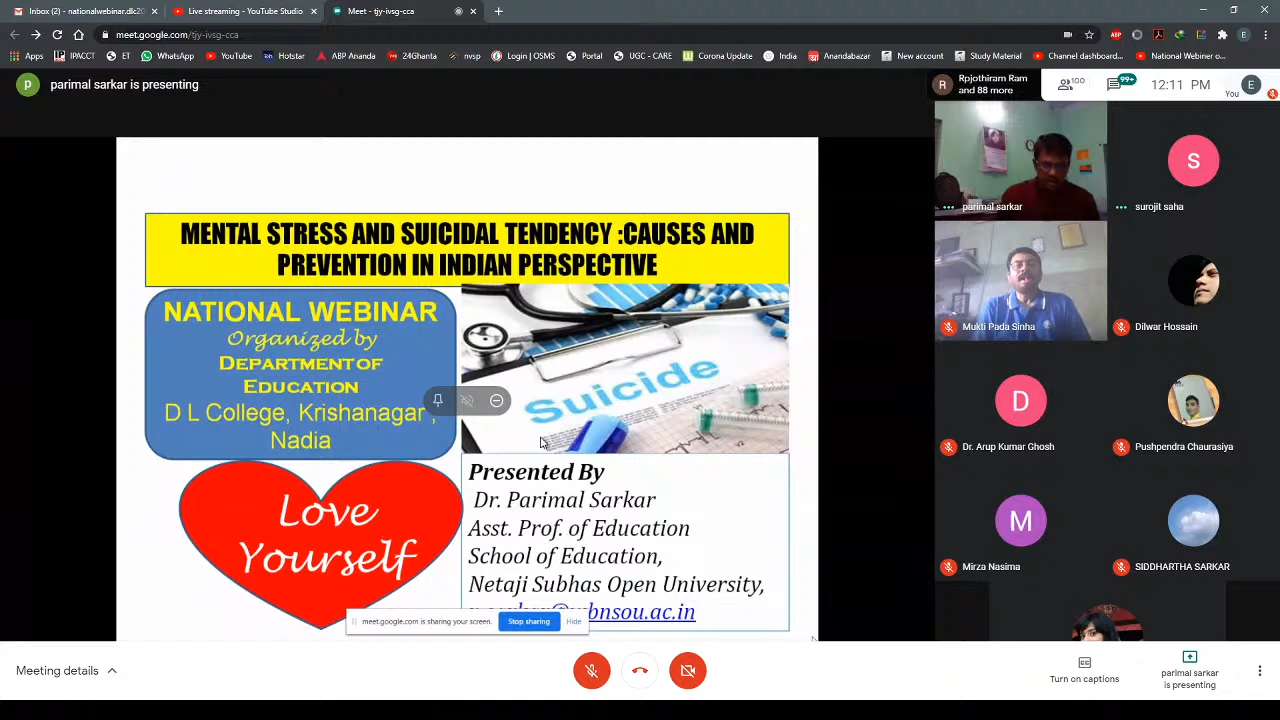 Inbox (2) - nationalwebinar.dlc20
Live streaming - YouTube Studio
Meet - tjy-ivsg-cca
meet.google.com/tjy-ivsg-cca
Apps
IPACCT
ET
WhatsApp
YouTube
Hotstar
ABP Ananda
24Ghanta
nvsp
Login | OSMS
Portal
UGC - CARE
Corona Update
India
Anandabazar
New account
Study Material
Channel dashboard...
National Webinar o...
p
parimal sarkar is presenting
R
Rpjothiram Ram
and 88 more
100
99+
12:11 PM
You
E
MENTAL STRESS AND SUICIDAL TENDENCY :CAUSES AND
PREVENTION IN INDIAN PERSPECTIVE
NATIONAL WEBINAR
Organized by
DEPARTMENT OF
EDUCATION
D L College, Krishanagar ,
Nadia
Suicide
Love
Yourself
Presented By
Dr. Parimal Sarkar
Asst. Prof. of Education
School of Education,
Netaji Subhas Open University,
bnsou.ac.in
meet.google.com is sharing your screen.
Stop sharing
Hide
parimal sarkar
S
surojit saha
Mukti Pada Sinha
Dilwar Hossain
D
Dr. Arup Kumar Ghosh
Pushpendra Chaurasiya
M
Mirza Nasima
SIDDHARTHA SARKAR
Meeting details
Turn on captions
parimal sarkar
is presenting